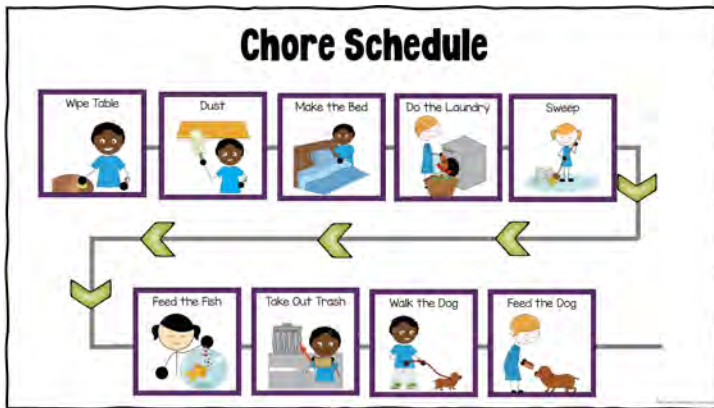 Chore Schedule
Wipe Table
Dust
Make the Bed
Do the Laundry
Sweep
Feed the Fish
Take Out Trash
Walk the Dog
Feed the Dog